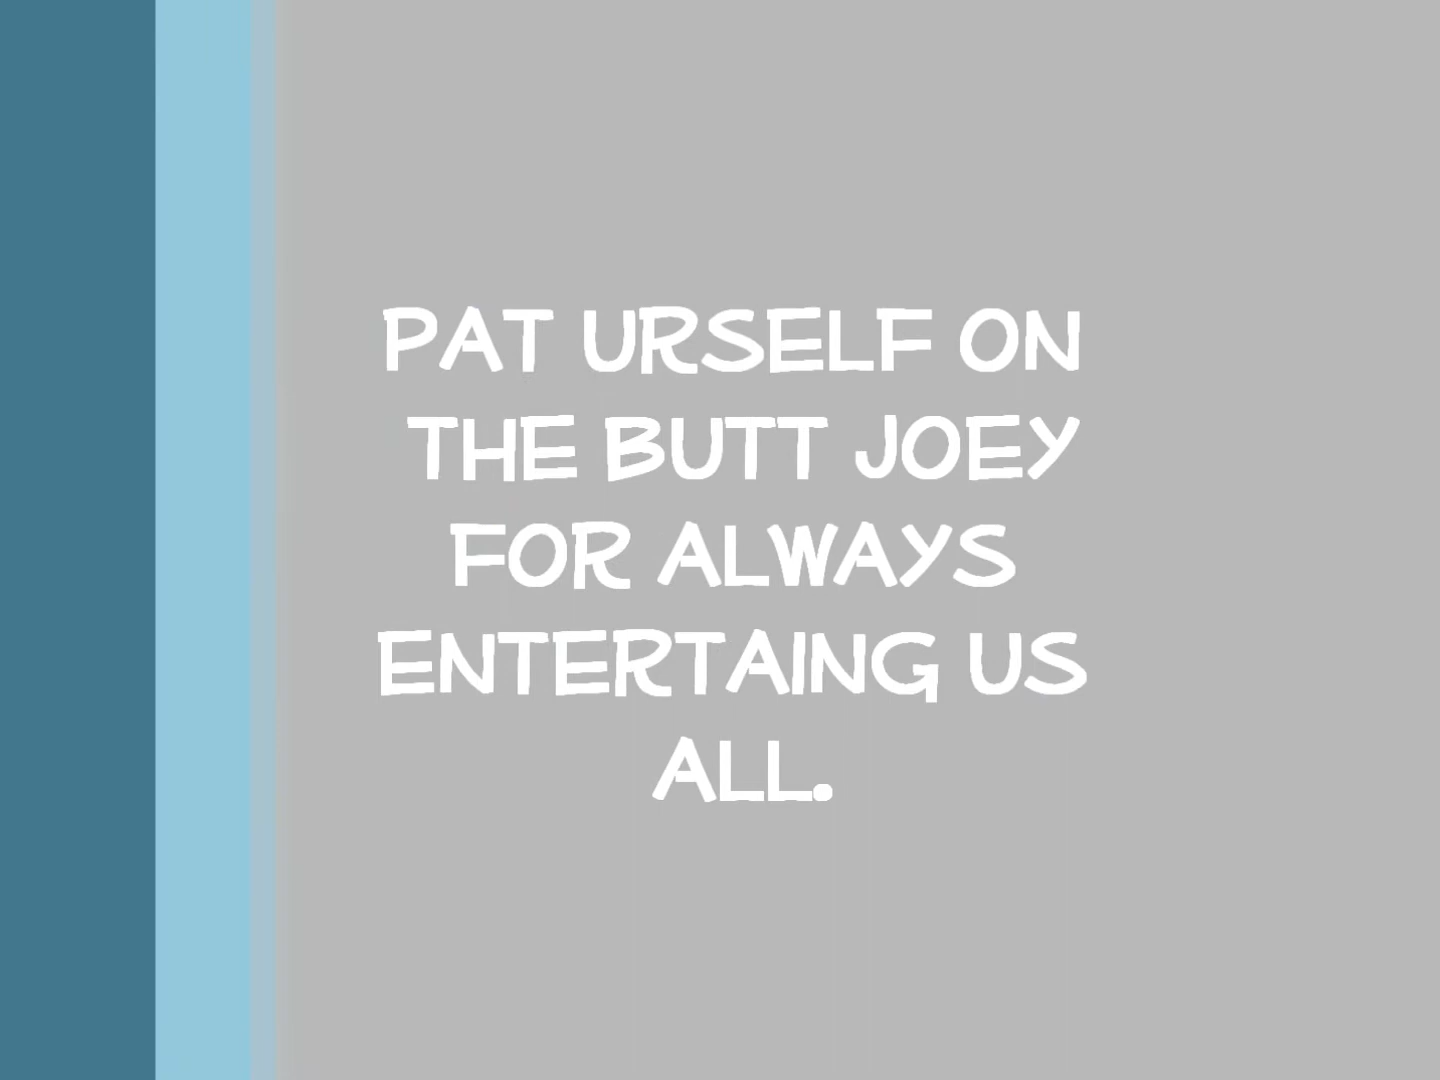 PAT URSELF ON
THE BUTT JOEY
FOR ALWAYS
ENTERTAING US
ALL.